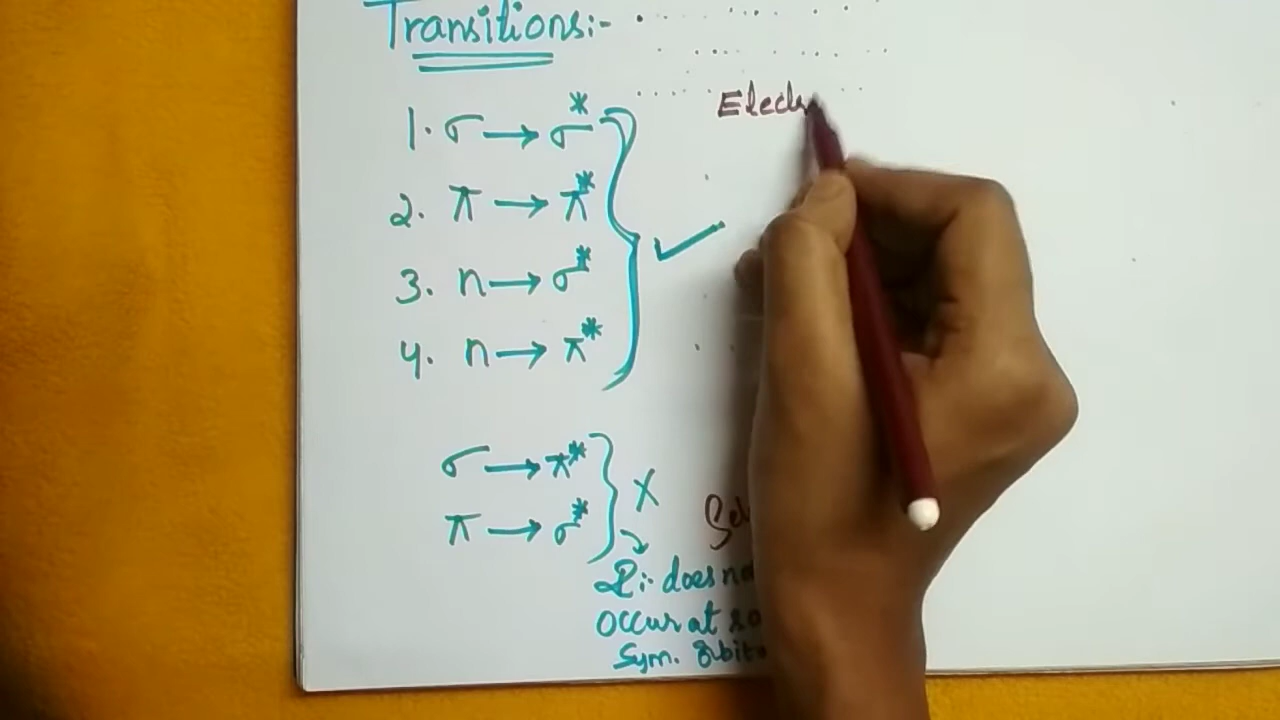 Transitions:-
1. σ → σ*
2. π → π*
3. n → σ*
4. n → π*
σ → π*
π → σ*
X
does
occur at
Sym.